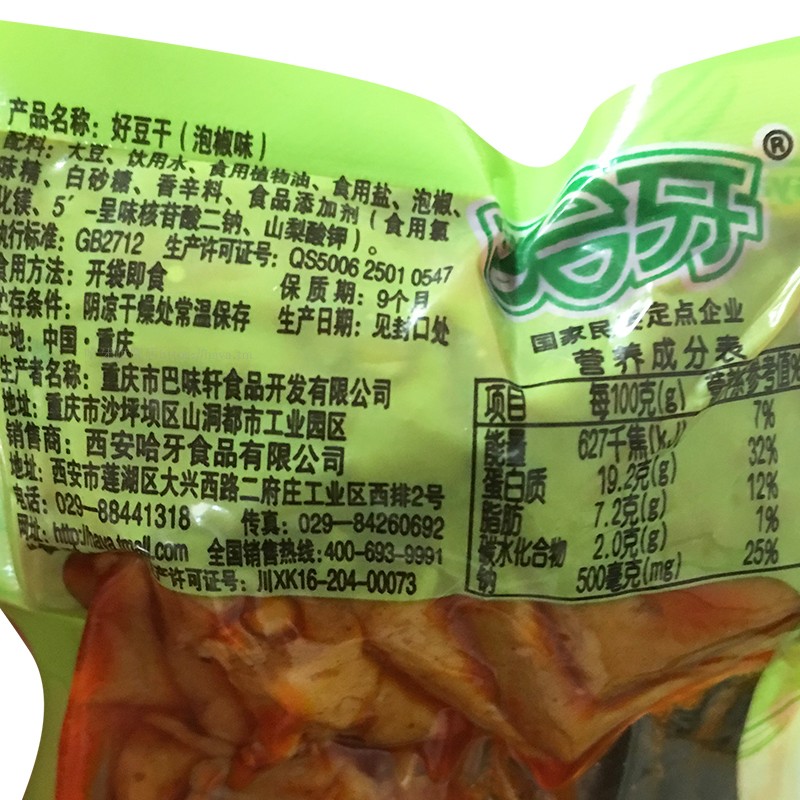 产品名称：好豆干（泡椒味）
配料：大豆、饮用水、食用植物油、食用盐、泡椒、
味精、白砂糖、香辛料、食品添加剂（食用氯
化镁、5′-呈味核苷酸二钠、山梨酸钾）。
执行标准：GB2712 生产许可证号：QS5006 2501 0547
食用方法：开袋即食 保质期：9个月
贮存条件：阴凉干燥处常温保存 生产日期：见封口处
产地：中国·重庆
生产者名称：重庆市巴味轩食品开发有限公司
地址：重庆市沙坪坝区山洞都市工业园区
销售商：西安哈牙食品有限公司
地址：西安市莲湖区大兴西路二府庄工业区西排2号
电话：029-88441318 传真：029-84260692
网址：http://haya.tmall.com 全国销售热线：400-693-9991
产许可证号：川XK16-204-00073
哈牙®
国家民 定点企业
营养成分表
项目 每100克(g) 营养参考值%
能量 627千焦(kJ) 7%
蛋白质 19.2克(g) 32%
脂肪 7.2克(g) 12%
碳水化合物 2.0克(g) 1%
钠 500毫克(mg) 25%